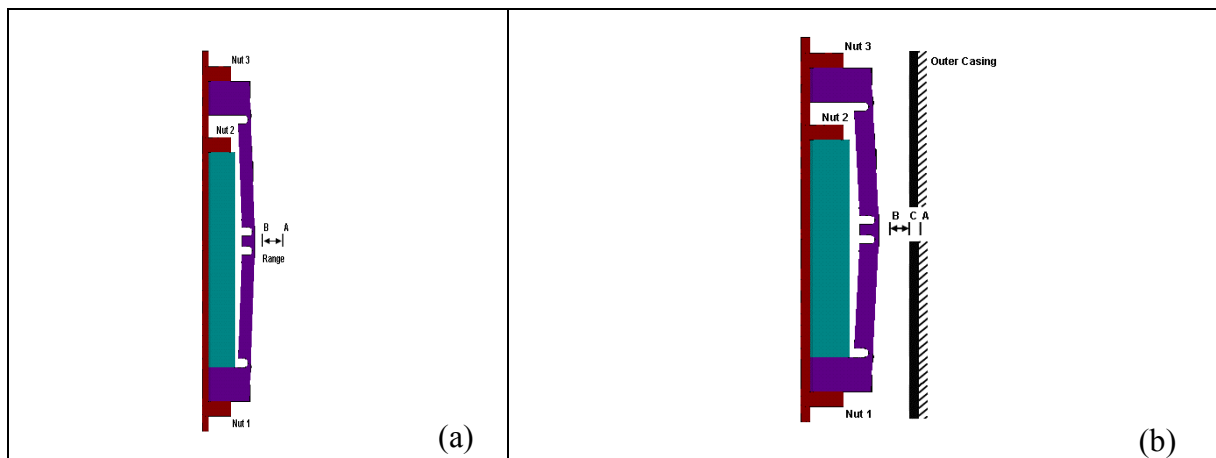 Nut 3
Nut 2
B A
Range
Nut 1
(a)
Nut 3
Outer Casing
Nut 2
B C A
Nut 1
(b)